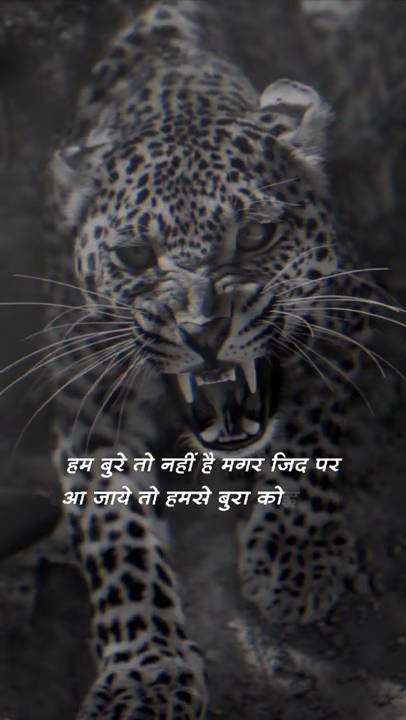 हम बुरे तो नहीं है मगर जिद पर
आ जाये तो हमसे बुरा को